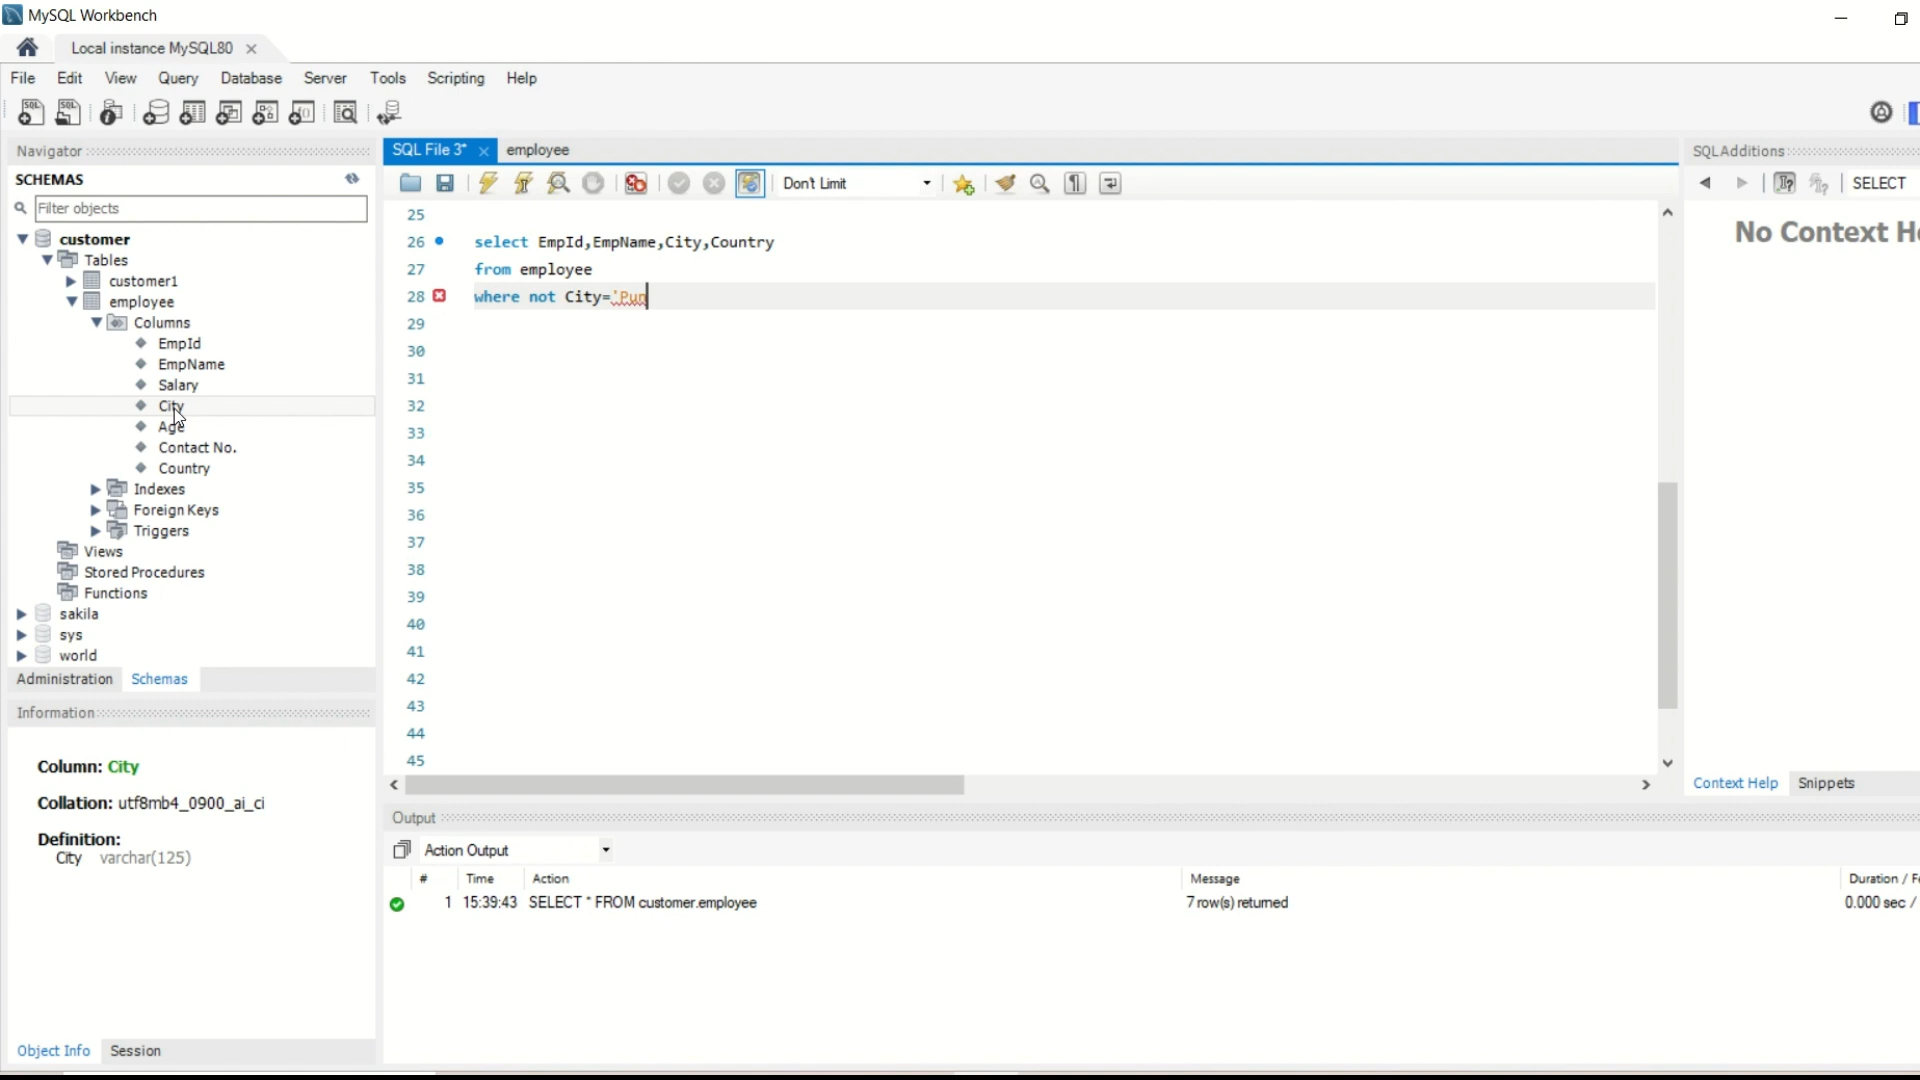 MySQL Workbench
Local instance MySQL80
File Edit View Query Database Server Tools Scripting Help
Navigator
SCHEMAS
Filter objects
customer
Tables
customer1
employee
Columns
EmpId
EmpName
Salary
City
Age
Contact No.
Country
Indexes
Foreign Keys
Triggers
Views
Stored Procedures
Functions
sakila
sys
world
Administration Schemas
Information
Column: City
Collation: utf8mb4_0900_ai_ci
Definition:
City varchar(125)
Object Info Session
SQL File 3* employee
Don't Limit
25
26 select EmpId,EmpName,City,Country
27 from employee
28 where not City='Pun
29
30
31
32
33
34
35
36
37
38
39
40
41
42
43
44
45
Output
Action Output
# Time Action Message Duration / F
1 15:39:43 SELECT * FROM customer.employee 7 row(s) returned 0.000 sec /
SQLAdditions
SELECT
No Context H
Context Help Snippets